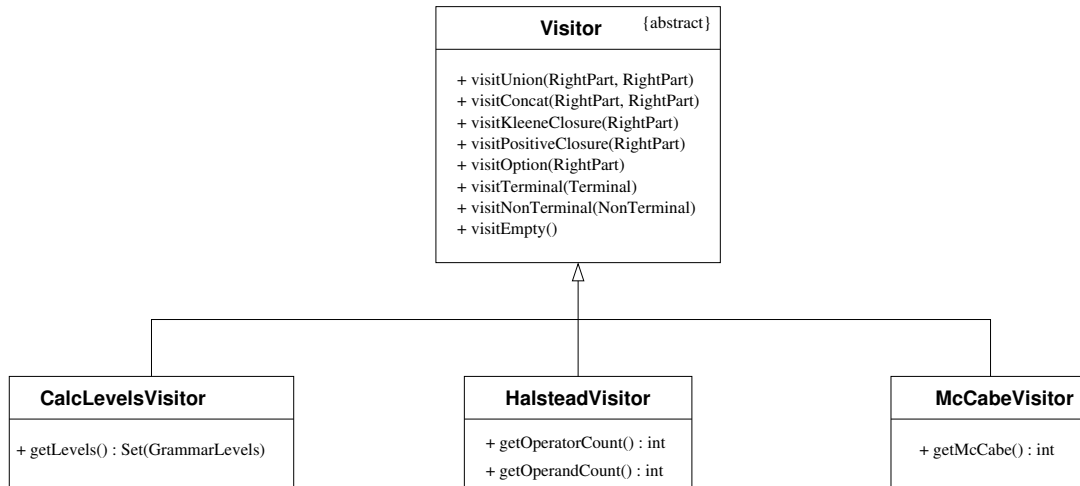 Visitor {abstract}
+ visitUnion(RightPart, RightPart)
+ visitConcat(RightPart, RightPart)
+ visitKleeneClosure(RightPart)
+ visitPositiveClosure(RightPart)
+ visitOption(RightPart)
+ visitTerminal(Terminal)
+ visitNonTerminal(NonTerminal)
+ visitEmpty()
CalcLevelsVisitor
+ getLevels() : Set(GrammarLevels)
HalsteadVisitor
+ getOperatorCount() : int
+ getOperandCount() : int
McCabeVisitor
+ getMcCabe() : int